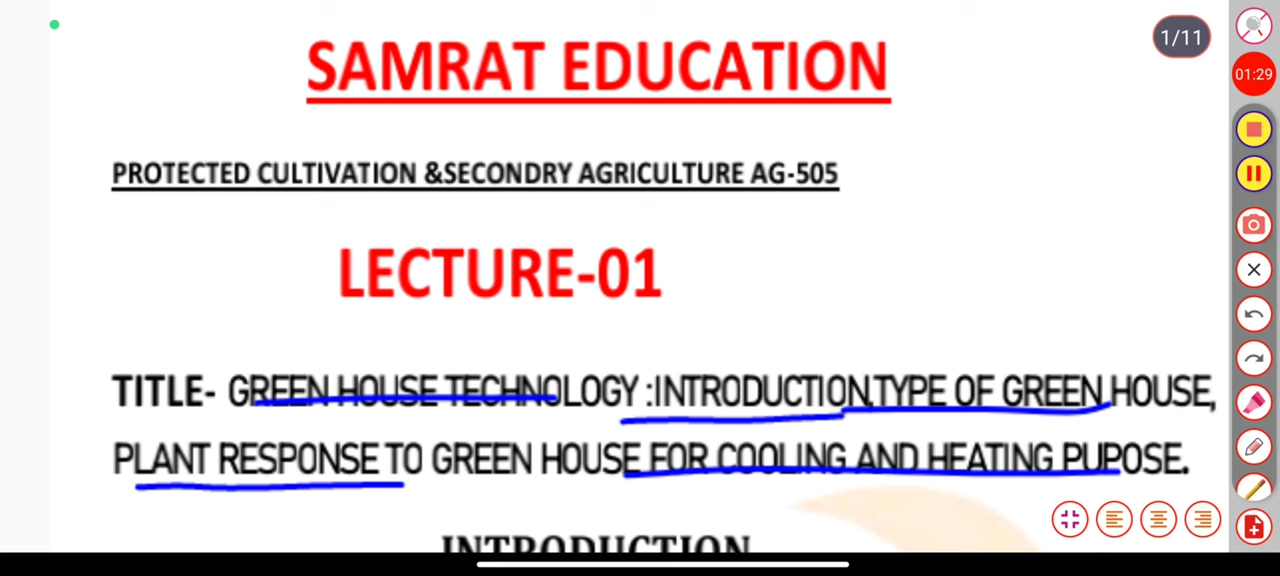 SAMRAT EDUCATION
1/11
01:29
PROTECTED CULTIVATION &SECONDRY AGRICULTURE AG-505
LECTURE-01
TITLE- GREEN HOUSE TECHNOLOGY :INTRODUCTION,TYPE OF GREEN HOUSE,
PLANT RESPONSE TO GREEN HOUSE FOR COOLING AND HEATING PUPOSE.
INTRODUCTION